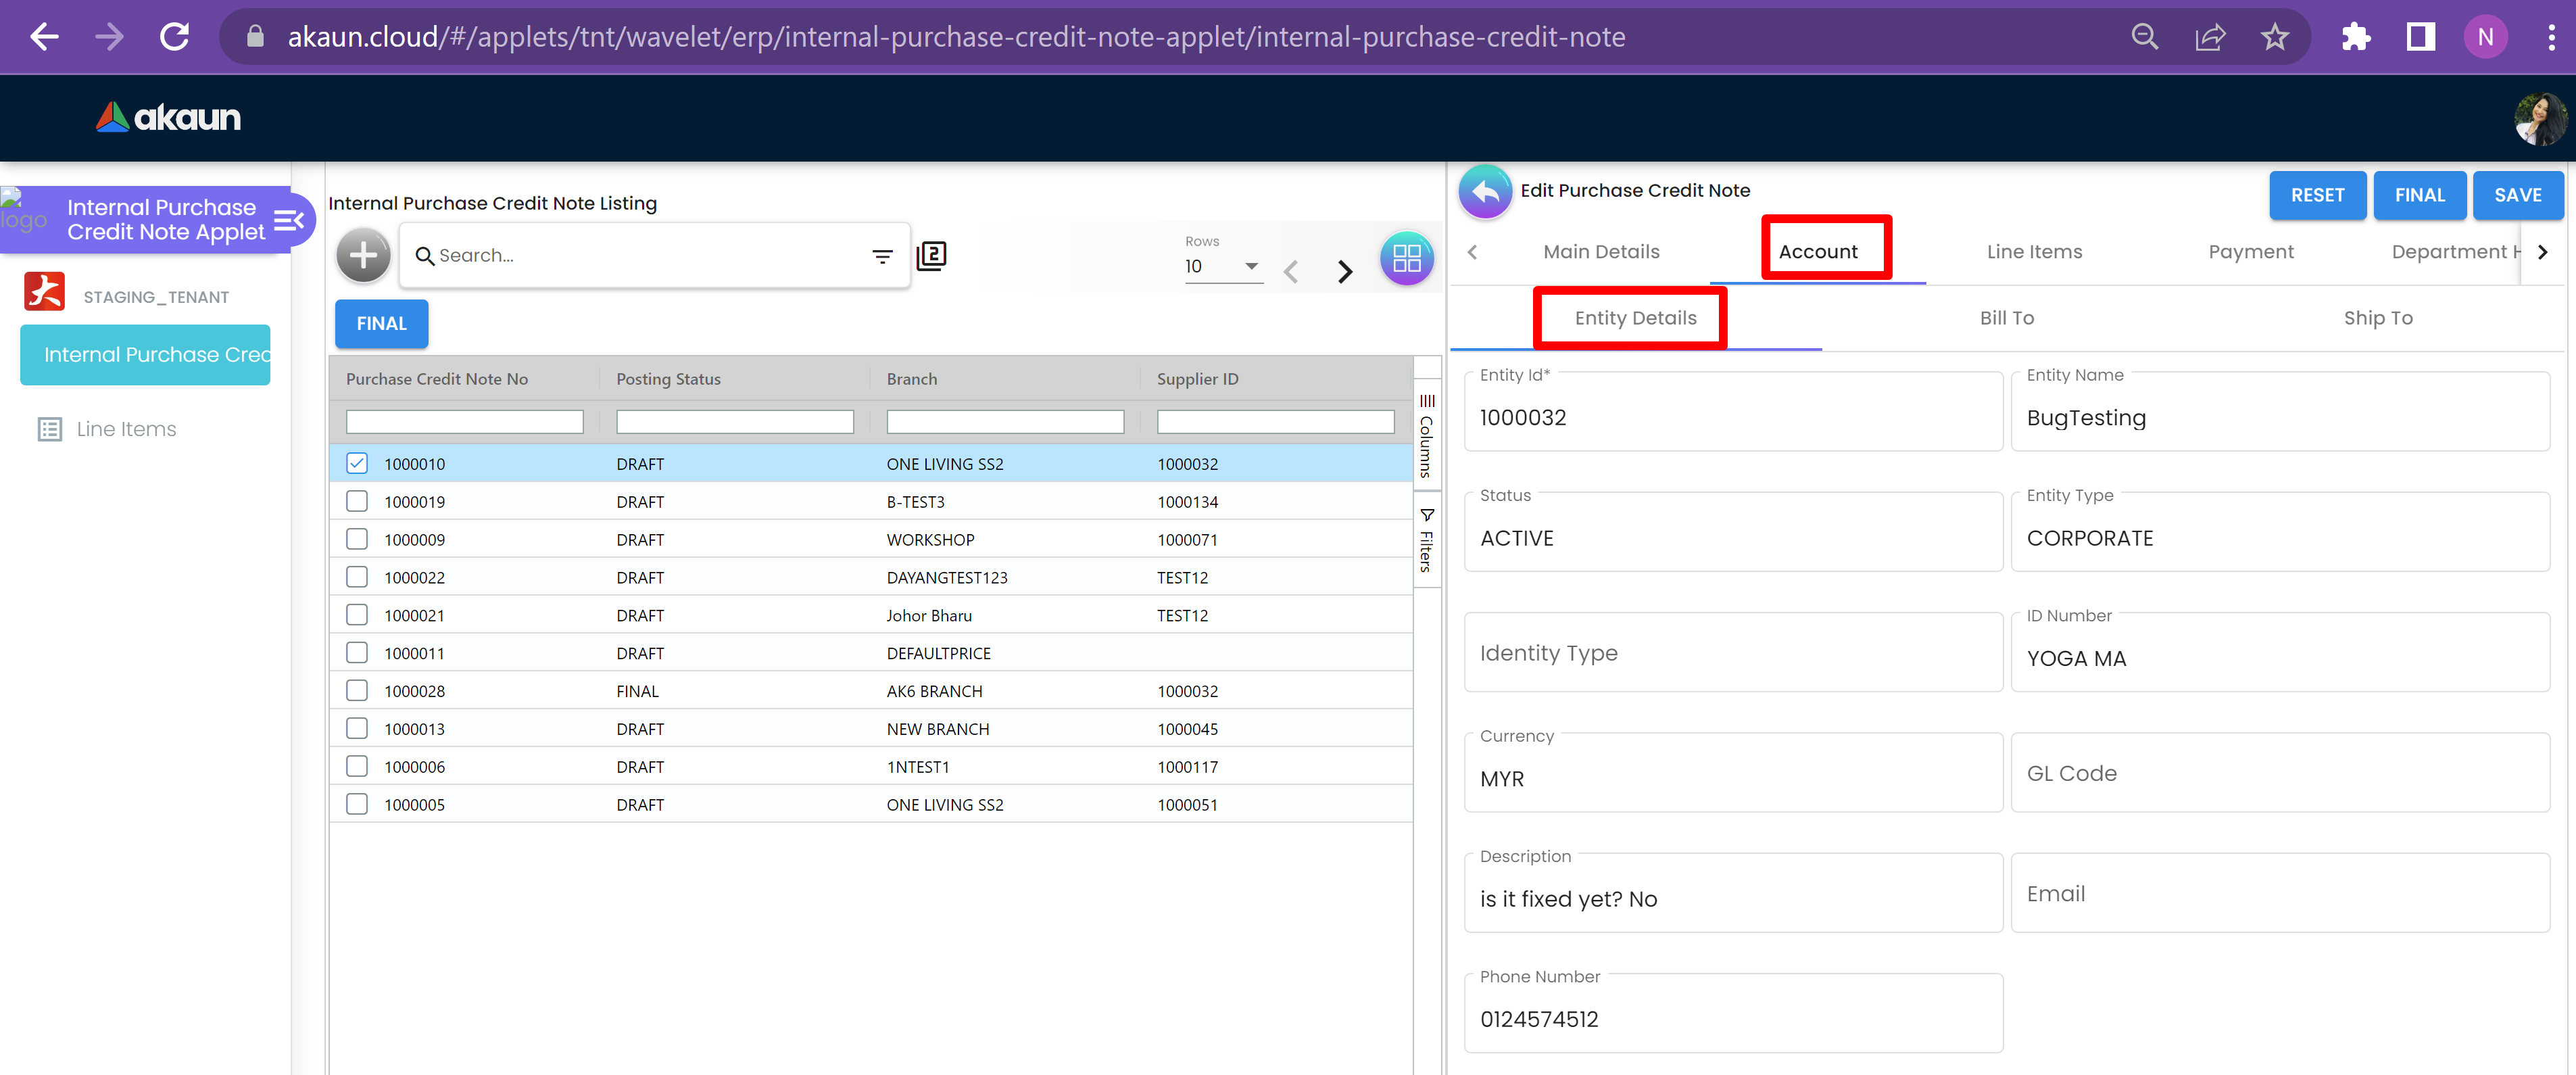 akaun.cloud/#/applets/tnt/wavelet/erp/internal-purchase-credit-note-applet/internal-purchase-credit-note
N
akaun
logo
Internal Purchase
Credit Note Applet
STAGING_TENANT
Internal Purchase Cred
Line Items
Internal Purchase Credit Note Listing
Search...
2
Rows
10
FINAL
Purchase Credit Note No Posting Status Branch Supplier ID
1000010 DRAFT ONE LIVING SS2 1000032
1000019 DRAFT B-TEST3 1000134
1000009 DRAFT WORKSHOP 1000071
1000022 DRAFT DAYANGTEST123 TEST12
1000021 DRAFT Johor Bharu TEST12
1000011 DRAFT DEFAULTPRICE
1000028 FINAL AK6 BRANCH 1000032
1000013 DRAFT NEW BRANCH 1000045
1000006 DRAFT 1NTEST1 1000117
1000005 DRAFT ONE LIVING SS2 1000051
Columns
Filters
Edit Purchase Credit Note
RESET FINAL SAVE
Main Details Account Line Items Payment Department H
Entity Details Bill To Ship To
Entity Id*
1000032
Entity Name
BugTesting
Status
ACTIVE
Entity Type
CORPORATE
Identity Type
ID Number
YOGA MA
Currency
MYR
GL Code
Description
is it fixed yet? No
Email
Phone Number
0124574512